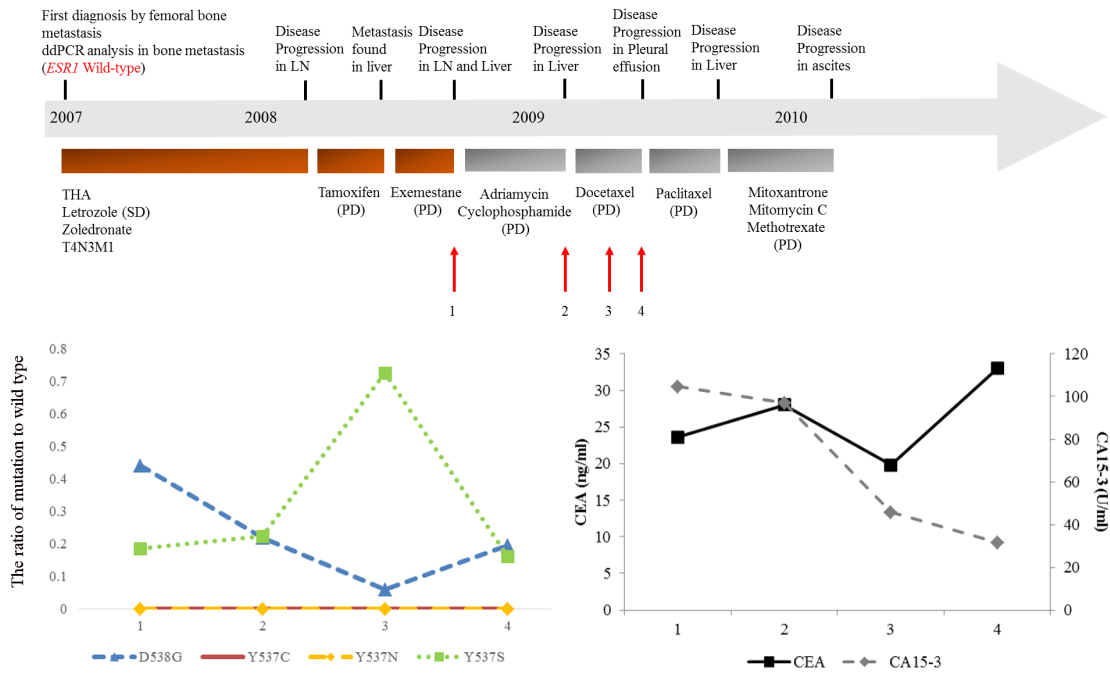 First diagnosis by femoral bone
metastasis
ddPCR analysis in bone metastasis
(ESR1 Wild-type)
Disease
Progression
in LN
Metastasis
found
in liver
Disease
Progression
in LN and Liver
Disease
Progression
in Liver
Disease
Progression
in Pleural
effusion
Disease
Progression
in Liver
Disease
Progression
in ascites
2007
2008
2009
2010
THA
Letrozole (SD)
Zoledronate
T4N3M1
Tamoxifen
(PD)
Exemestane
(PD)
Adriamycin
Cyclophosphamide
(PD)
Docetaxel
(PD)
Paclitaxel
(PD)
Mitoxantrone
Mitomycin C
Methotrexate
(PD)
1
2
3
4
The ratio of mutation to wild type
0.8
0.7
0.6
0.5
0.4
0.3
0.2
0.1
0
1
2
3
4
D538G
Y537C
Y537N
Y537S
CEA (ng/ml)
35
30
25
20
15
10
5
0
1
2
3
4
120
100
80
60
40
20
0
CA15-3 (U/ml)
CEA
CA15-3